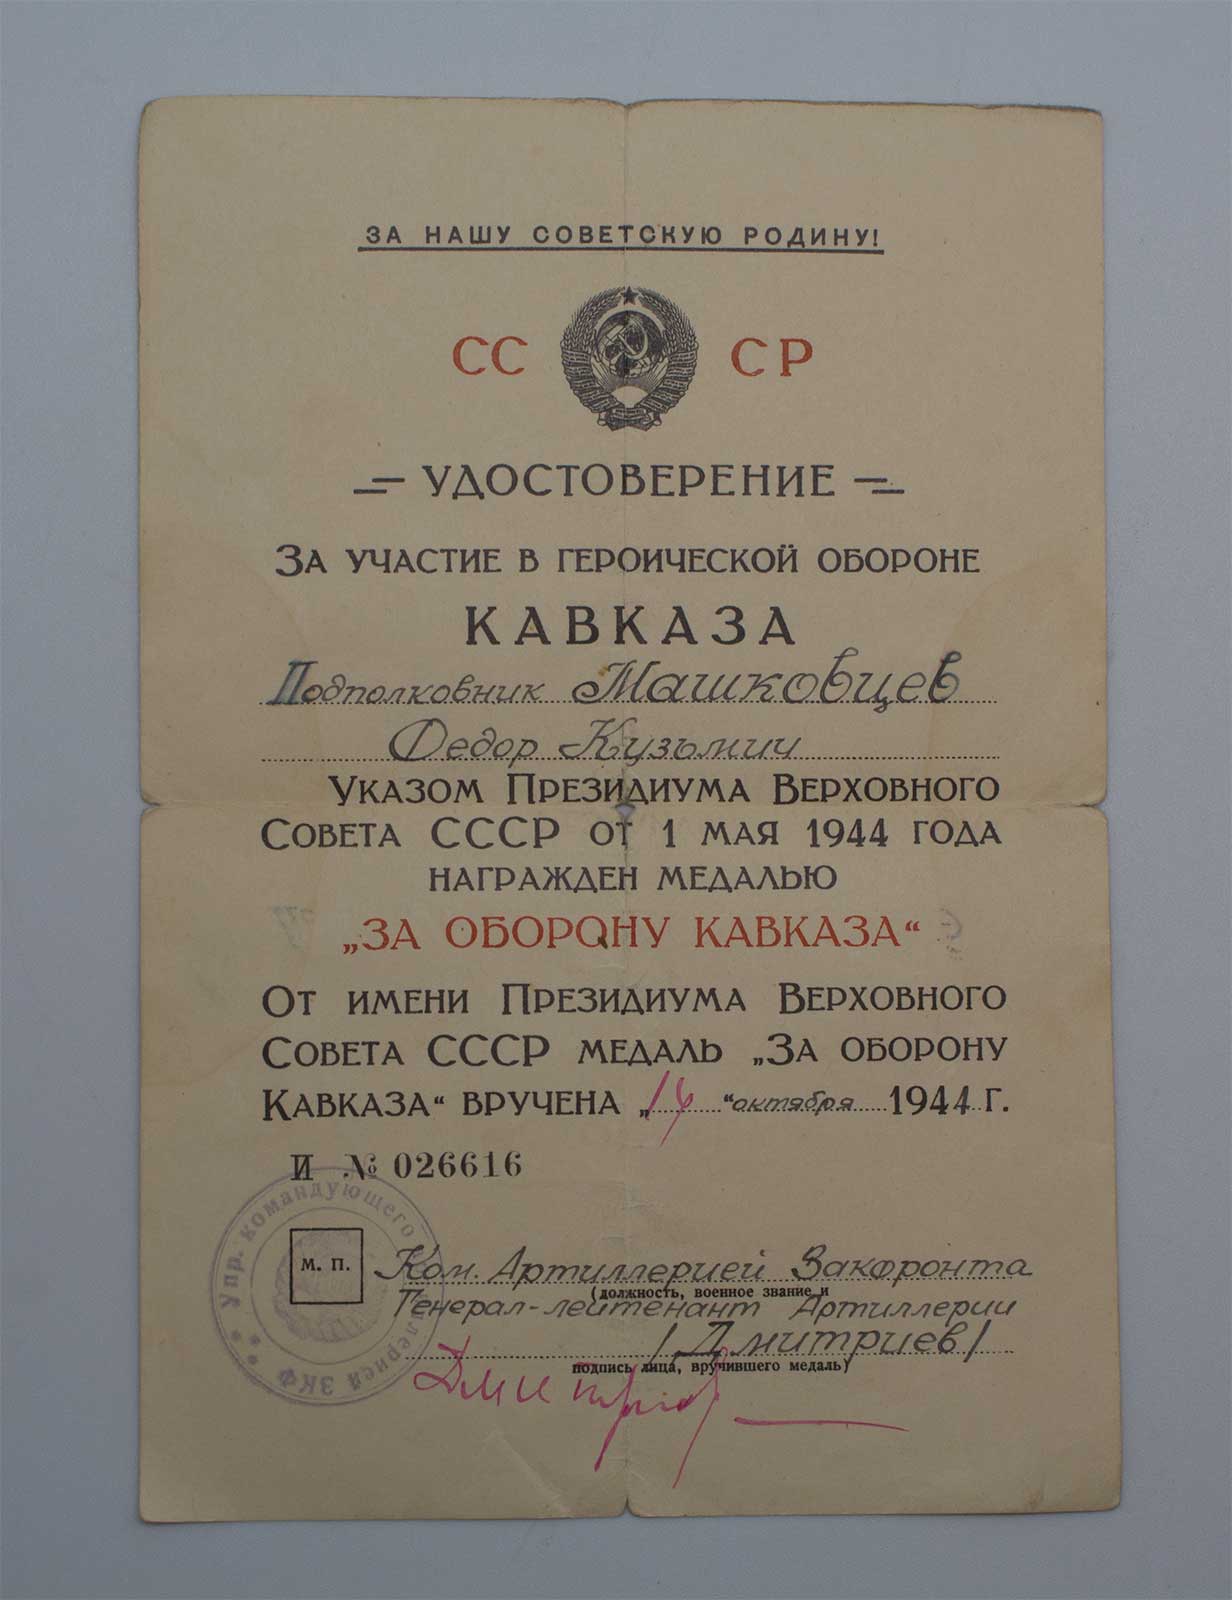 ЗА НАШУ СОВЕТСКУЮ РОДИНУ!
СС СР
УДОСТОВЕРЕНИЕ
ЗА УЧАСТИЕ В ГЕРОИЧЕСКОЙ ОБОРОНЕ
КАВКАЗА
Подполковник Машковцев
Федор Кузьмич
УКАЗОМ ПРЕЗИДИУМА ВЕРХОВНОГО
СОВЕТА СССР ОТ 1 МАЯ 1944 ГОДА
НАГРАЖДЕН МЕДАЛЬЮ
„ЗА ОБОРОНУ КАВКАЗА“
ОТ ИМЕНИ ПРЕЗИДИУМА ВЕРХОВНОГО
СОВЕТА СССР МЕДАЛЬ „ЗА ОБОРОНУ
КАВКАЗА“ ВРУЧЕНА „14 “ октября 1944 Г.
И № 026616
Упр. командующего
ЗКФ
М. П.
Ком. Артиллерией Закфронта
(должность, военное звание и
Генерал-лейтенант Артиллерии
/Дмитриев/
подпись лица, вручившего медаль)